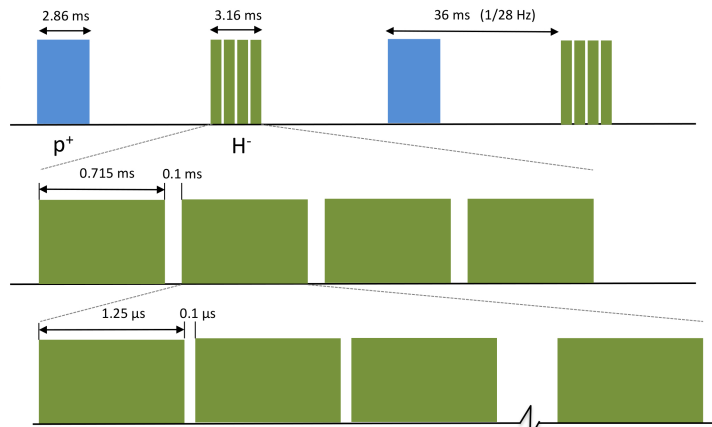 2.86 ms
3.16 ms
36 ms (1/28 Hz)
p+
H-
0.715 ms
0.1 ms
1.25 μs
0.1 μs